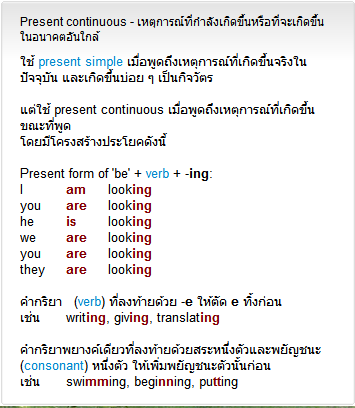 Present continuous - เหตุการณ์ที่กำลังเกิดขึ้นหรือที่จะเกิดขึ้น
ในอนาคตอันใกล้
ใช้ present simple เมื่อพูดถึงเหตุการณ์ที่เกิดขึ้นจริงใน
ปัจจุบัน และเกิดขึ้นบ่อย ๆ เป็นกิจวัตร
แต่ใช้ present continuous เมื่อพูดถึงเหตุการณ์ที่เกิดขึ้น
ขณะที่พูด
โดยมีโครงสร้างประโยคดังนี้
Present form of 'be' + verb + -ing:
I am looking
you are looking
he is looking
we are looking
you are looking
they are looking
คำกริยา (verb) ที่ลงท้ายด้วย -e ให้ตัด e ทิ้งก่อน
เช่น writing, giving, translating
คำกริยาพยางค์เดียวที่ลงท้ายด้วยสระหนึ่งตัวและพยัญชนะ
(consonant) หนึ่งตัว ให้เพิ่มพยัญชนะตัวนั้นก่อน
เช่น swimming, beginning, putting